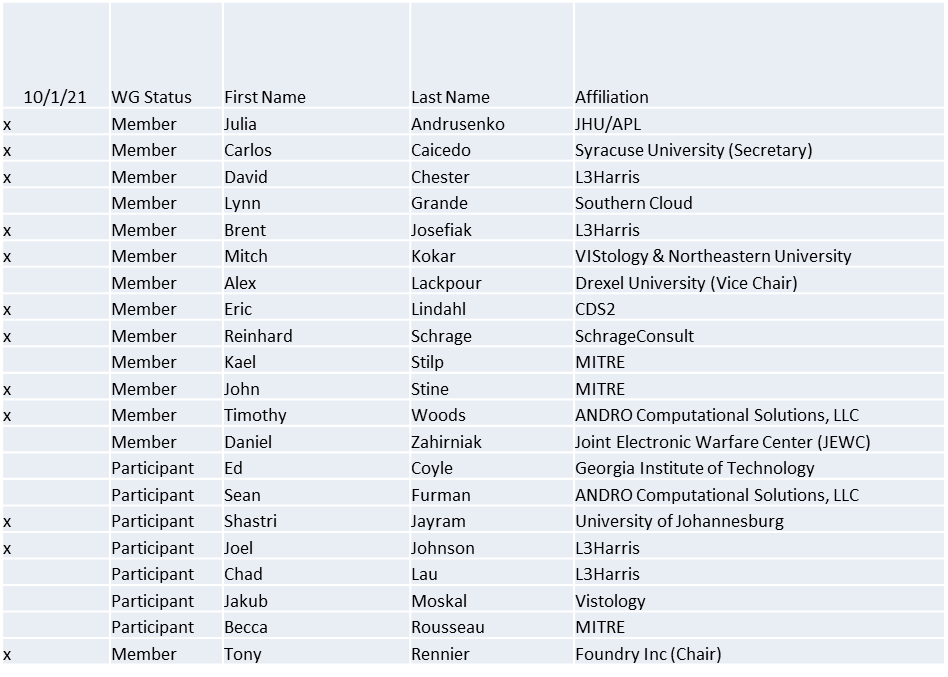 10/1/21 WG Status First Name Last Name Affiliation
x Member Julia Andrusenko JHU/APL
x Member Carlos Caicedo Syracuse University (Secretary)
x Member David Chester L3Harris
Member Lynn Grande Southern Cloud
x Member Brent Josefiak L3Harris
x Member Mitch Kokar VIStology & Northeastern University
Member Alex Lackpour Drexel University (Vice Chair)
x Member Eric Lindahl CDS2
x Member Reinhard Schrage SchrageConsult
Member Kael Stilp MITRE
x Member John Stine MITRE
x Member Timothy Woods ANDRO Computational Solutions, LLC
Member Daniel Zahirniak Joint Electronic Warfare Center (JEWC)
Participant Ed Coyle Georgia Institute of Technology
Participant Sean Furman ANDRO Computational Solutions, LLC
x Participant Shastri Jayram University of Johannesburg
x Participant Joel Johnson L3Harris
Participant Chad Lau L3Harris
Participant Jakub Moskal Vistology
Participant Becca Rousseau MITRE
x Member Tony Rennier Foundry Inc (Chair)